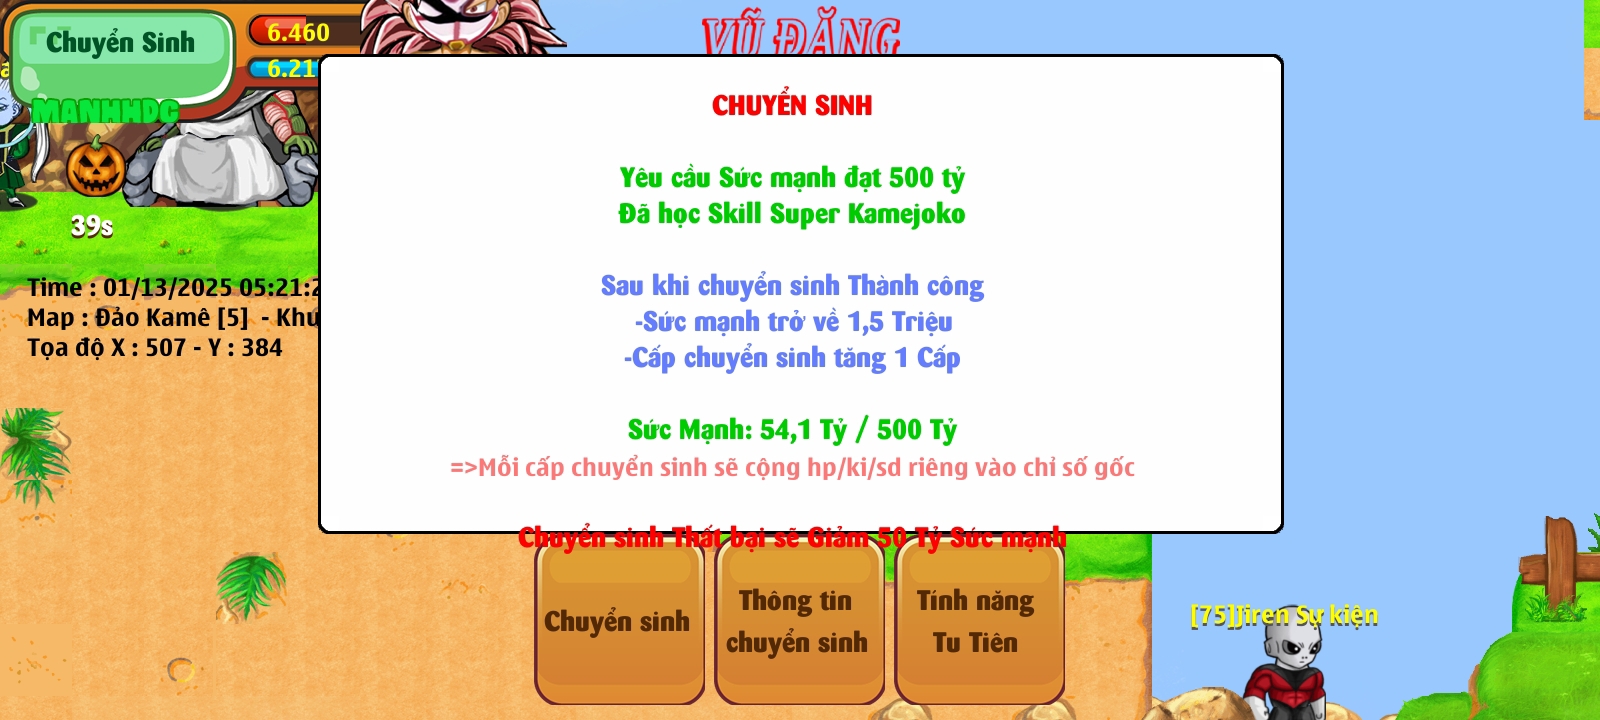 Chuyển Sinh
6.460
6.21
MANHHDG
VŨ ĐĂNG
39s
Time : 01/13/2025 05:21:2
Map : Đảo Kamê [5] - Khu
Tọa độ X : 507 - Y : 384
CHUYỂN SINH
Yêu cầu Sức mạnh đạt 500 tỷ
Đã học Skill Super Kamejoko
Sau khi chuyển sinh Thành công
-Sức mạnh trở về 1,5 Triệu
-Cấp chuyển sinh tăng 1 Cấp
Sức Mạnh: 54,1 Tỷ / 500 Tỷ
=>Mỗi cấp chuyển sinh sẽ cộng hp/ki/sd riêng vào chỉ số gốc
Chuyển sinh Thất bại sẽ Giảm 50 Tỷ Sức mạnh
Chuyển sinh
Thông tin
chuyển sinh
Tính năng
Tu Tiên
[75]Jiren Sự kiện